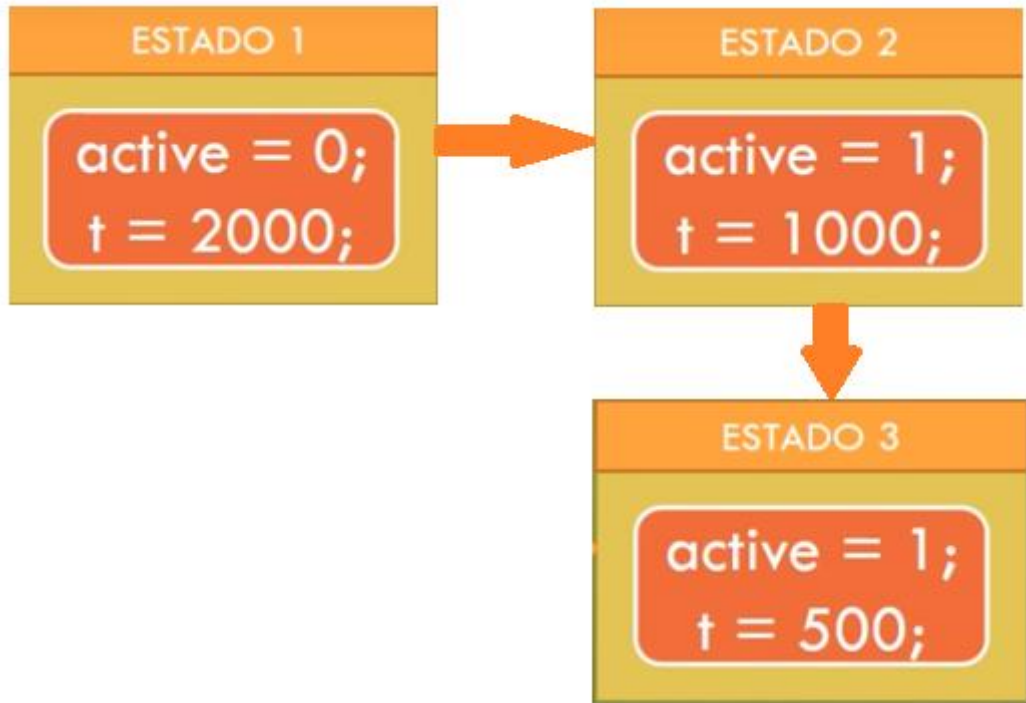 ESTADO 1
active = 0;
t = 2000;
ESTADO 2
active = 1;
t = 1000;
ESTADO 3
active = 1;
t = 500;